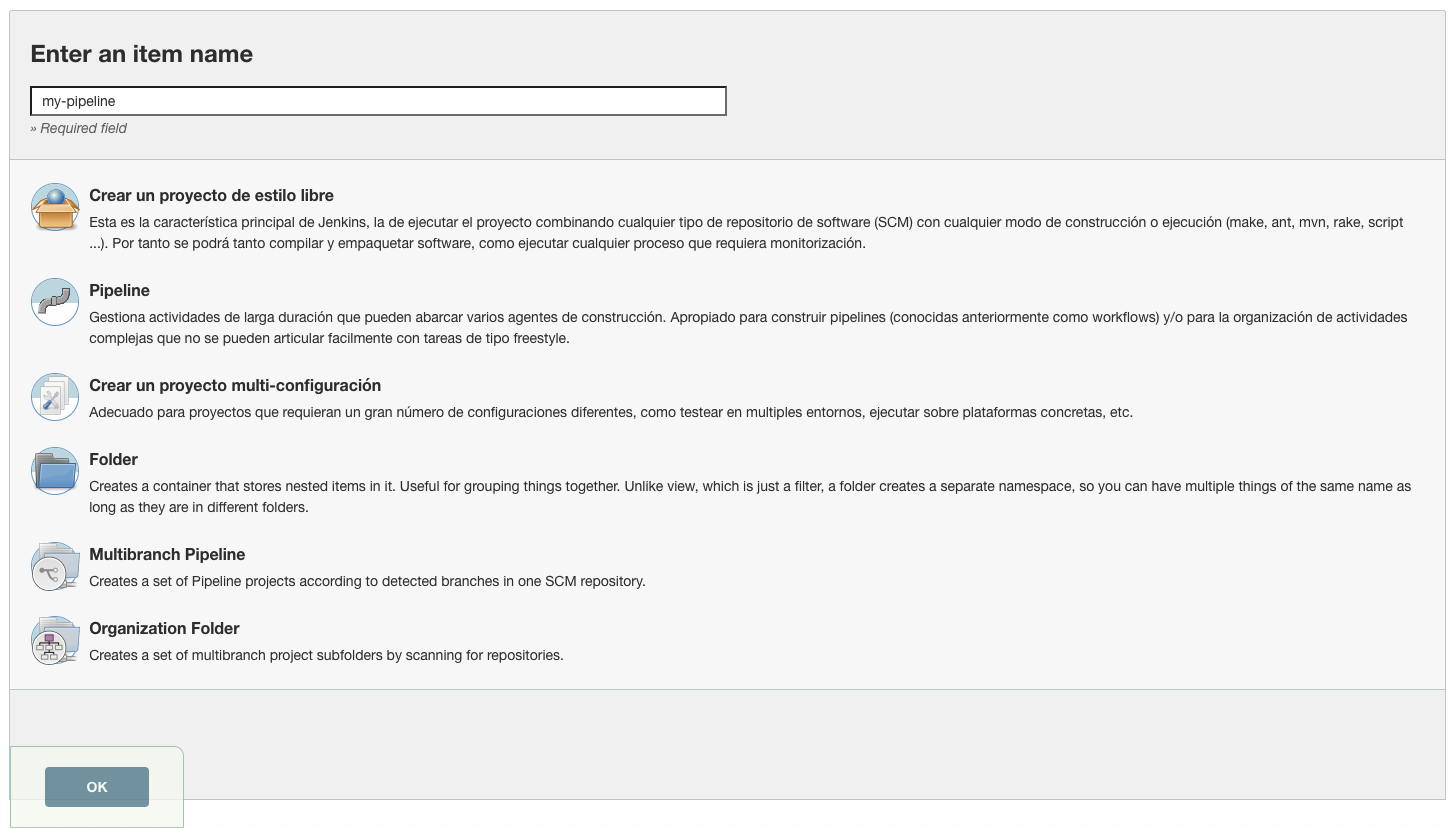 Enter an item name
my-pipeline
» Required field
Crear un proyecto de estilo libre
Esta es la característica principal de Jenkins, la de ejecutar el proyecto combinando cualquier tipo de repositorio de software (SCM) con cualquier modo de construcción o ejecución (make, ant, mvn, rake, script
...). Por tanto se podrá tanto compilar y empaquetar software, como ejecutar cualquier proceso que requiera monitorización.
Pipeline
Gestiona actividades de larga duración que pueden abarcar varios agentes de construcción. Apropiado para construir pipelines (conocidas anteriormente como workflows) y/o para la organización de actividades
complejas que no se pueden articular facilmente con tareas de tipo freestyle.
Crear un proyecto multi-configuración
Adecuado para proyectos que requieran un gran número de configuraciones diferentes, como testear en multiples entornos, ejecutar sobre plataformas concretas, etc.
Folder
Creates a container that stores nested items in it. Useful for grouping things together. Unlike view, which is just a filter, a folder creates a separate namespace, so you can have multiple things of the same name as
long as they are in different folders.
Multibranch Pipeline
Creates a set of Pipeline projects according to detected branches in one SCM repository.
Organization Folder
Creates a set of multibranch project subfolders by scanning for repositories.
OK